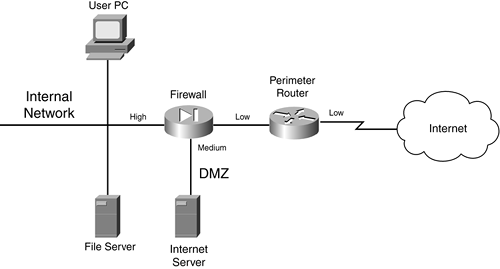 User PC
Internal
Network
High
Firewall
Low
Medium
DMZ
Perimeter
Router
Low
Internet
File Server
Internet
Server